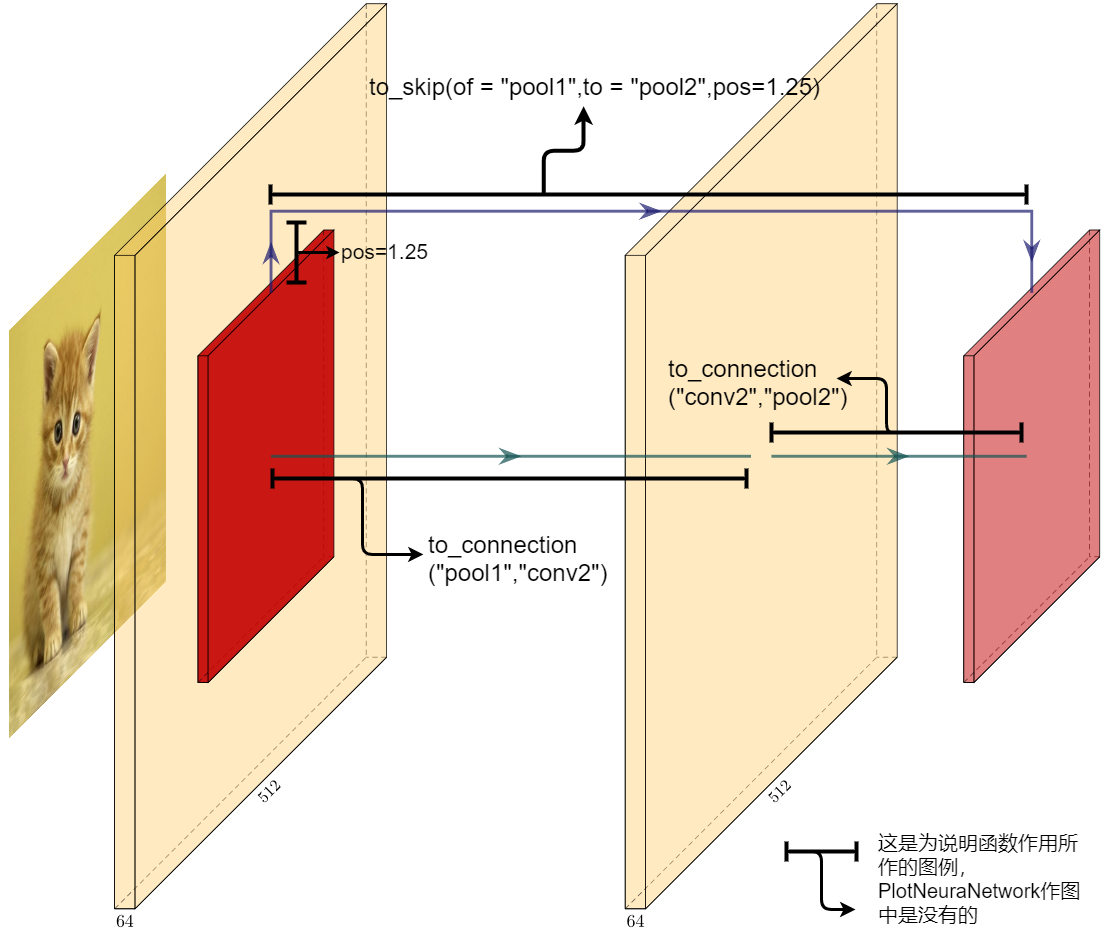 to_skip(of = "pool1",to = "pool2",pos=1.25)
pos=1.25
to_connection
("conv2","pool2")
to_connection
("pool1","conv2")
512
512
64
64
这是为说明函数作用所
作的图例，
PlotNeuraNetwork作图
中是没有的